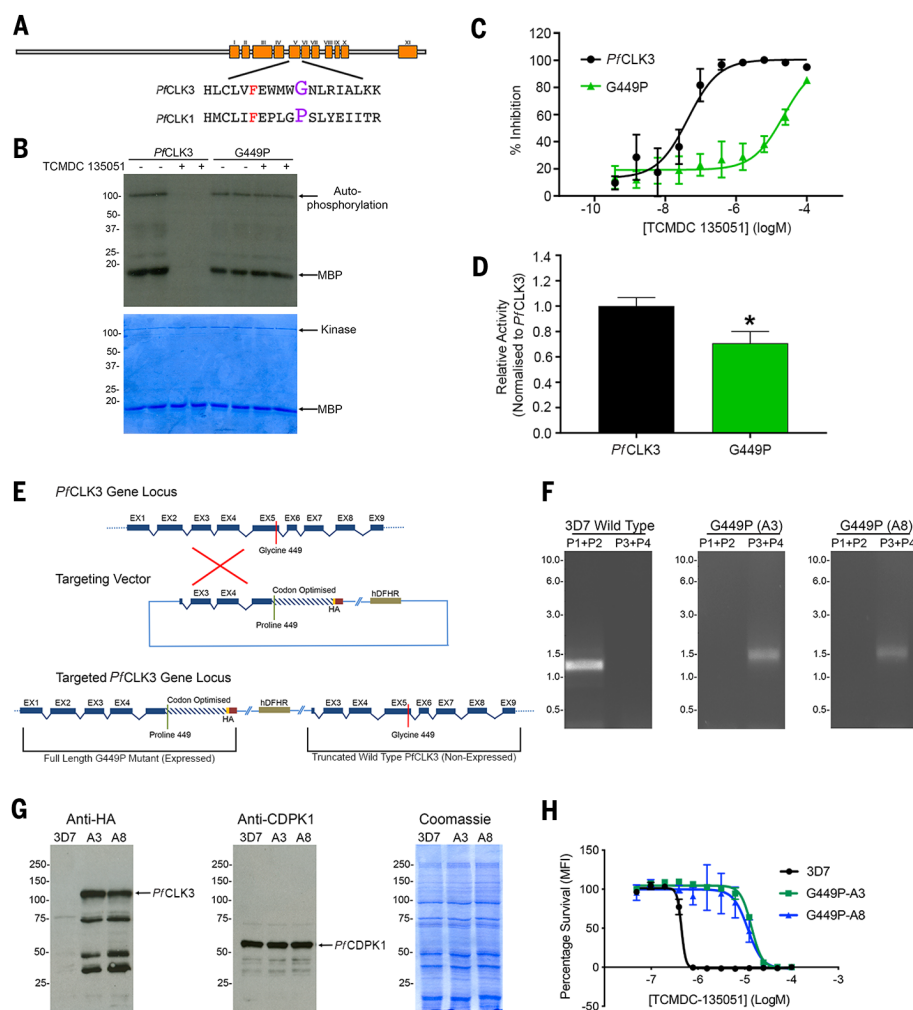 A
I II III IV V VI VII VIII IX X XI
PfCLK3 HLCLVFEWMWGNLRIALKK
PfCLK1 HMCLIFEPLGPSLYEIITR
B
PfCLK3 G449P
TCMDC 135051 - - + + - - + +
100-
50-
37-
25-
20-
Auto-
phosphorylation
MBP
100-
50-
37-
25-
20-
Kinase
MBP
C
120
100
80
60
40
20
0
% Inhibition
PfCLK3
G449P
-10 -8 -6 -4
[TCMDC 135051] (logM)
D
1.4
1.2
1.0
0.8
0.6
0.4
0.2
0.0
Relative Activity
(Normalised to PfCLK3)
*
PfCLK3 G449P
E
PfCLK3 Gene Locus
EX1 EX2 EX3 EX4 EX5 EX6 EX7 EX8 EX9
Glycine 449
Targeting Vector
EX3 EX4 Codon Optimised hDFHR
HA
Proline 449
Targeted PfCLK3 Gene Locus
EX1 EX2 EX3 EX4 Codon Optimised hDFHR EX3 EX4 EX5 EX6 EX7 EX8 EX9
HA
Proline 449 Glycine 449
Full Length G449P Mutant (Expressed) Truncated Wild Type PfCLK3 (Non-Expressed)
F
3D7 Wild Type
P1+P2 P3+P4
10.0-
6.0-
3.0-
1.5-
1.0-
0.5-
G449P (A3)
P1+P2 P3+P4
10.0-
6.0-
3.0-
1.5-
1.0-
0.5-
G449P (A8)
P1+P2 P3+P4
10.0-
6.0-
3.0-
1.5-
1.0-
0.5-
G
Anti-HA
3D7 A3 A8
250-
150-
100-
75-
50-
25-
PfCLK3
Anti-CDPK1
3D7 A3 A8
250-
150-
100-
75-
50-
25-
PfCDPK1
Coomassie
3D7 A3 A8
250-
150-
100-
75-
50-
25-
H
150
100
50
0
-50
Percentage Survival (MFI)
3D7
G449P-A3
G449P-A8
-7 -6 -5 -4 -3
[TCMDC-135051] (LogM)